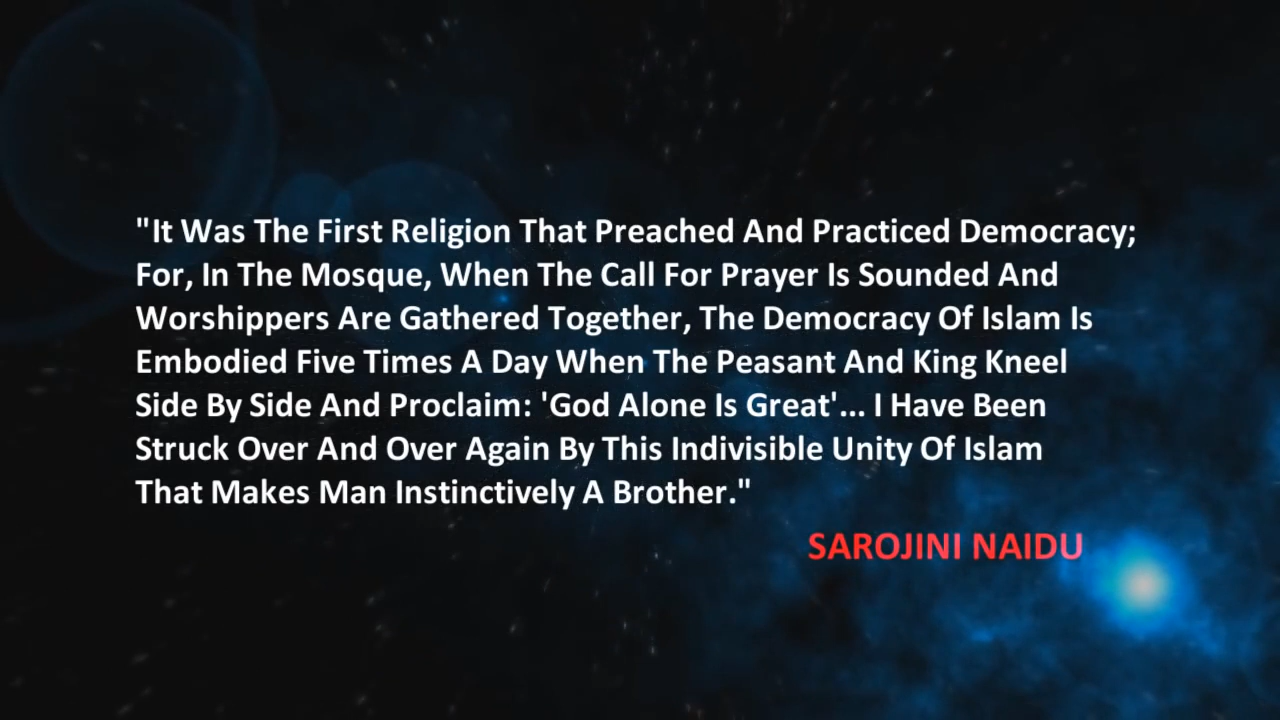 "It Was The First Religion That Preached And Practiced Democracy;
For, In The Mosque, When The Call For Prayer Is Sounded And
Worshippers Are Gathered Together, The Democracy Of Islam Is
Embodied Five Times A Day When The Peasant And King Kneel
Side By Side And Proclaim: 'God Alone Is Great'... I Have Been
Struck Over And Over Again By This Indivisible Unity Of Islam
That Makes Man Instinctively A Brother."
SAROJINI NAIDU